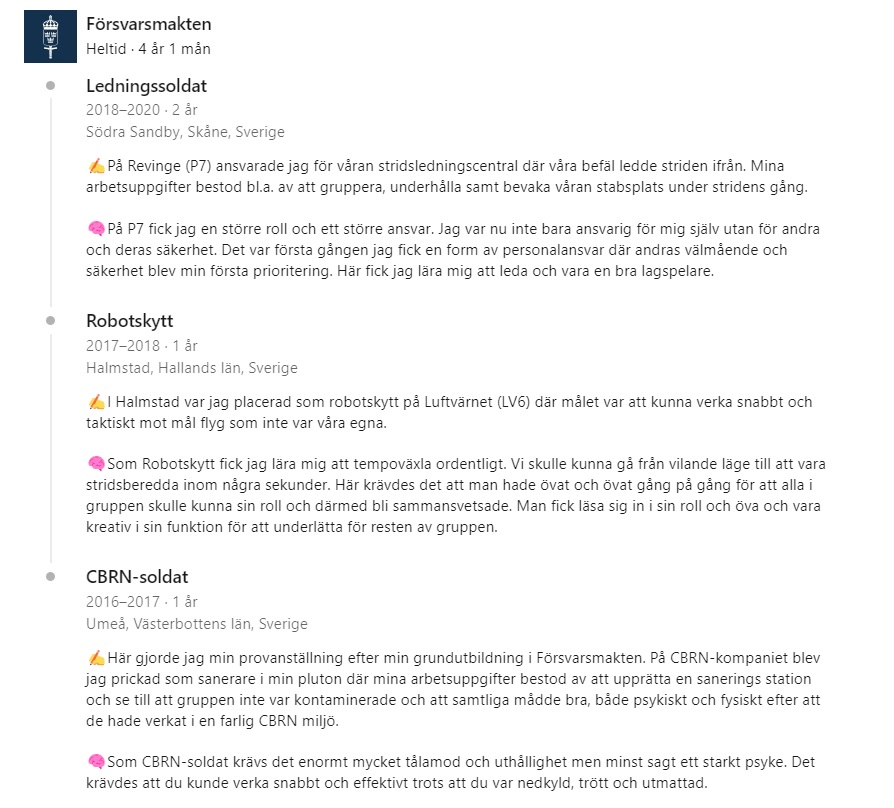 Försvarsmakten
Heltid · 4 år 1 mån
Ledningssoldat
2018–2020 · 2 år
Södra Sandby, Skåne, Sverige
✍️På Revinge (P7) ansvarade jag för våran stridsledningscentral där våra befäl ledde striden ifrån. Mina
arbetsuppgifter bestod bl.a. av att gruppera, underhålla samt bevaka våran stabsplats under stridens gång.
🧠På P7 fick jag en större roll och ett större ansvar. Jag var nu inte bara ansvarig för mig själv utan för andra
och deras säkerhet. Det var första gången jag fick en form av personalansvar där andras välmående och
säkerhet blev min första prioritering. Här fick jag lära mig att leda och vara en bra lagspelare.
Robotskytt
2017–2018 · 1 år
Halmstad, Hallands län, Sverige
✍️I Halmstad var jag placerad som robotskytt på Luftvärnet (LV6) där målet var att kunna verka snabbt och
taktiskt mot mål flyg som inte var våra egna.
🧠Som Robotskytt fick jag lära mig att tempoväxla ordentligt. Vi skulle kunna gå från vilande läge till att vara
stridsberedda inom några sekunder. Här krävdes det att man hade övat och övat gång på gång för att alla i
gruppen skulle kunna sin roll och därmed bli sammansvetsade. Man fick läsa sig in i sin roll och öva och vara
kreativ i sin funktion för att underlätta för resten av gruppen.
CBRN-soldat
2016–2017 · 1 år
Umeå, Västerbottens län, Sverige
✍️Här gjorde jag min provanställning efter min grundutbildning i Försvarsmakten. På CBRN-kompaniet blev
jag prickad som sanerare i min pluton där mina arbetsuppgifter bestod av att upprätta en sanerings station
och se till att gruppen inte var kontaminerade och att samtliga mådde bra, både psykiskt och fysiskt efter att
de hade verkat i en farlig CBRN miljö.
🧠Som CBRN-soldat krävs det enormt mycket tålamod och uthållighet men minst sagt ett starkt psyke. Det
krävdes att du kunde verka snabbt och effektivt trots att du var nedkyld, trött och utmattad.